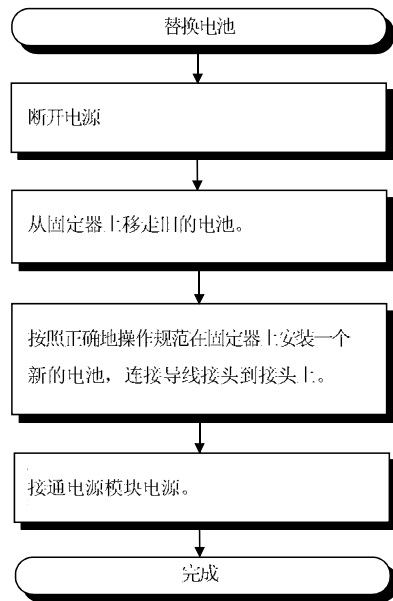 替换电池
断开电源
从固定器上移走旧的电池。
按照正确地操作规范在固定器上安装一个
新的电池，连接导线接头到接头上。
接通电源模块电源。
完成